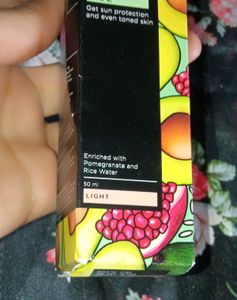 Get sun protection
and even toned skin
Enriched with
Pomegranate and
Rice Water
50 ml
LIGHT